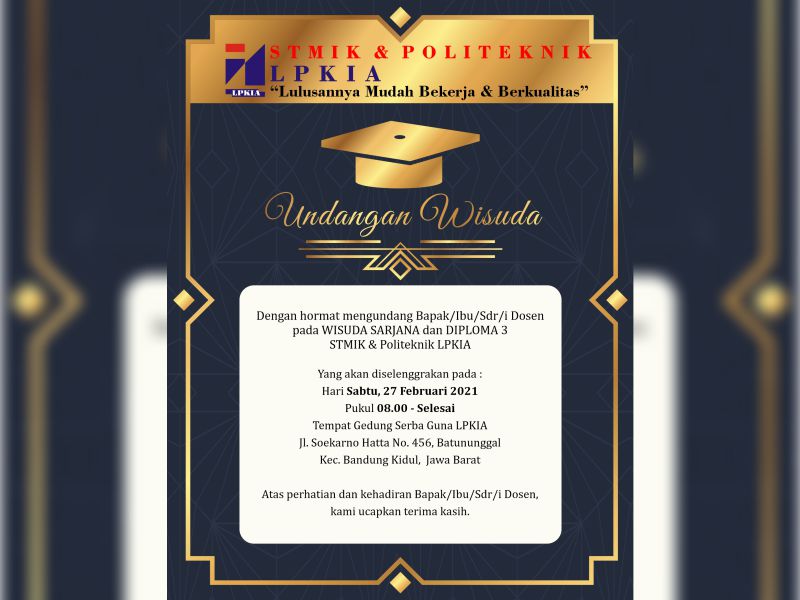 STMIK & POLITEKNIK
LPKIA
LPKIA
“Lulusannya Mudah Bekerja & Berkualitas”
Undangan Wisuda
Dengan hormat mengundang Bapak/Ibu/Sdr/i Dosen
pada WISUDA SARJANA dan DIPLOMA 3
STMIK & Politeknik LPKIA
Yang akan diselenggrakan pada :
Hari Sabtu, 27 Februari 2021
Pukul 08.00 - Selesai
Tempat Gedung Serba Guna LPKIA
Jl. Soekarno Hatta No. 456, Batununggal
Kec. Bandung Kidul, Jawa Barat
Atas perhatian dan kehadiran Bapak/Ibu/Sdr/i Dosen,
kami ucapkan terima kasih.